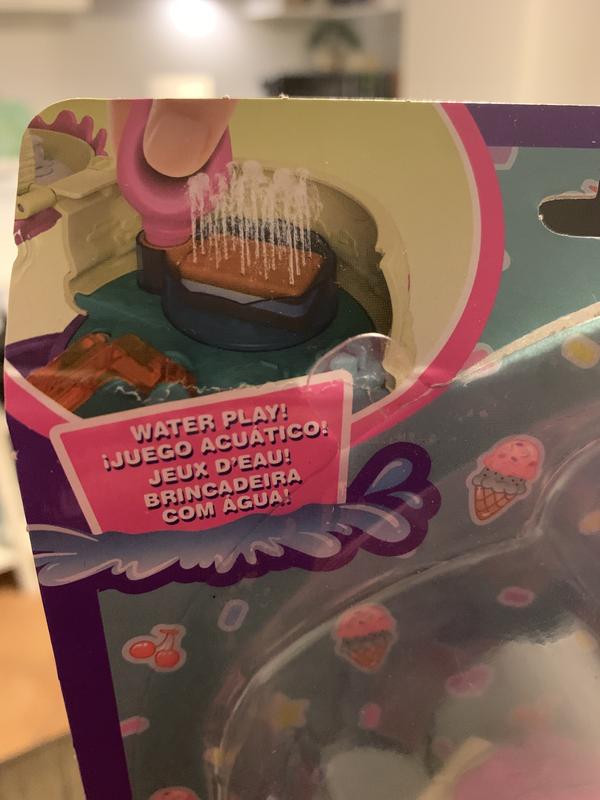 WATER PLAY!
¡JUEGO ACUÁTICO!
JEUX D'EAU!
BRINCADEIRA
COM ÁGUA!